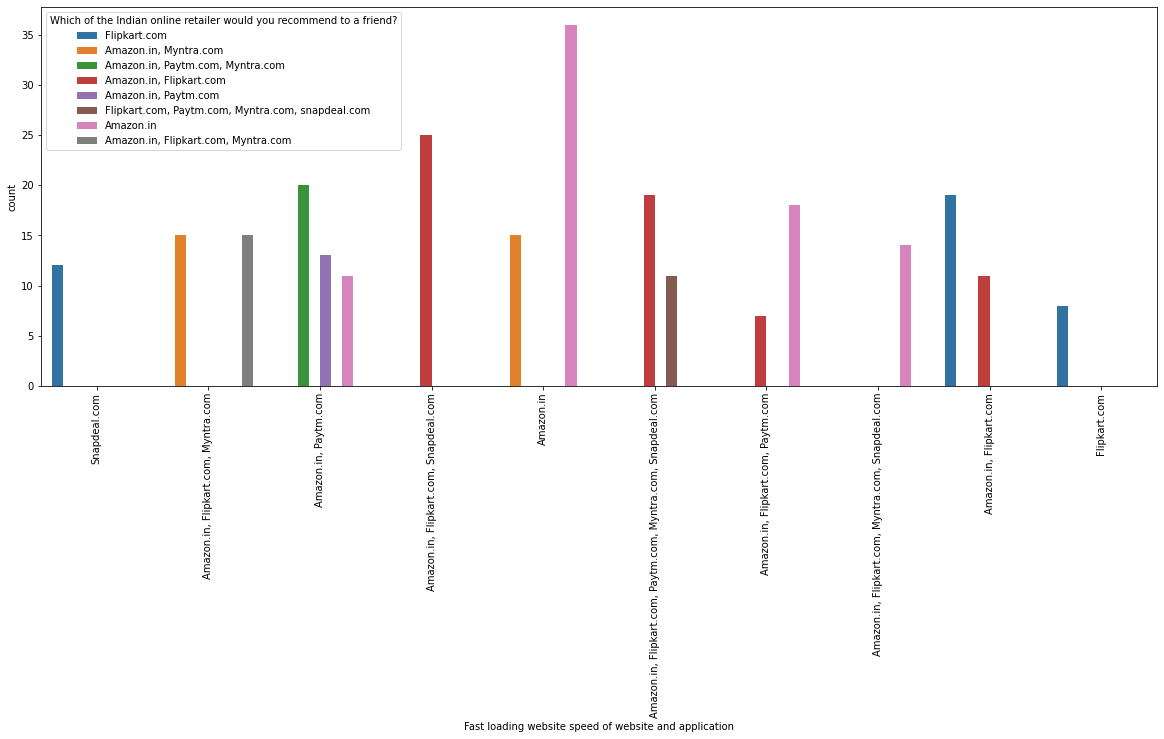 Which of the Indian online retailer would you recommend to a friend?
Flipkart.com
Amazon.in, Myntra.com
Amazon.in, Paytm.com, Myntra.com
Amazon.in, Flipkart.com
Amazon.in, Paytm.com
Flipkart.com, Paytm.com, Myntra.com, snapdeal.com
Amazon.in
Amazon.in, Flipkart.com, Myntra.com
count
35
30
25
20
15
10
5
0
Snapdeal.com
Amazon.in, Flipkart.com, Myntra.com
Amazon.in, Paytm.com
Amazon.in, Flipkart.com, Snapdeal.com
Amazon.in
Amazon.in, Flipkart.com, Paytm.com, Myntra.com, Snapdeal.com
Amazon.in, Flipkart.com, Paytm.com
Amazon.in, Flipkart.com, Myntra.com, Snapdeal.com
Amazon.in, Flipkart.com
Flipkart.com
Fast loading website speed of website and application